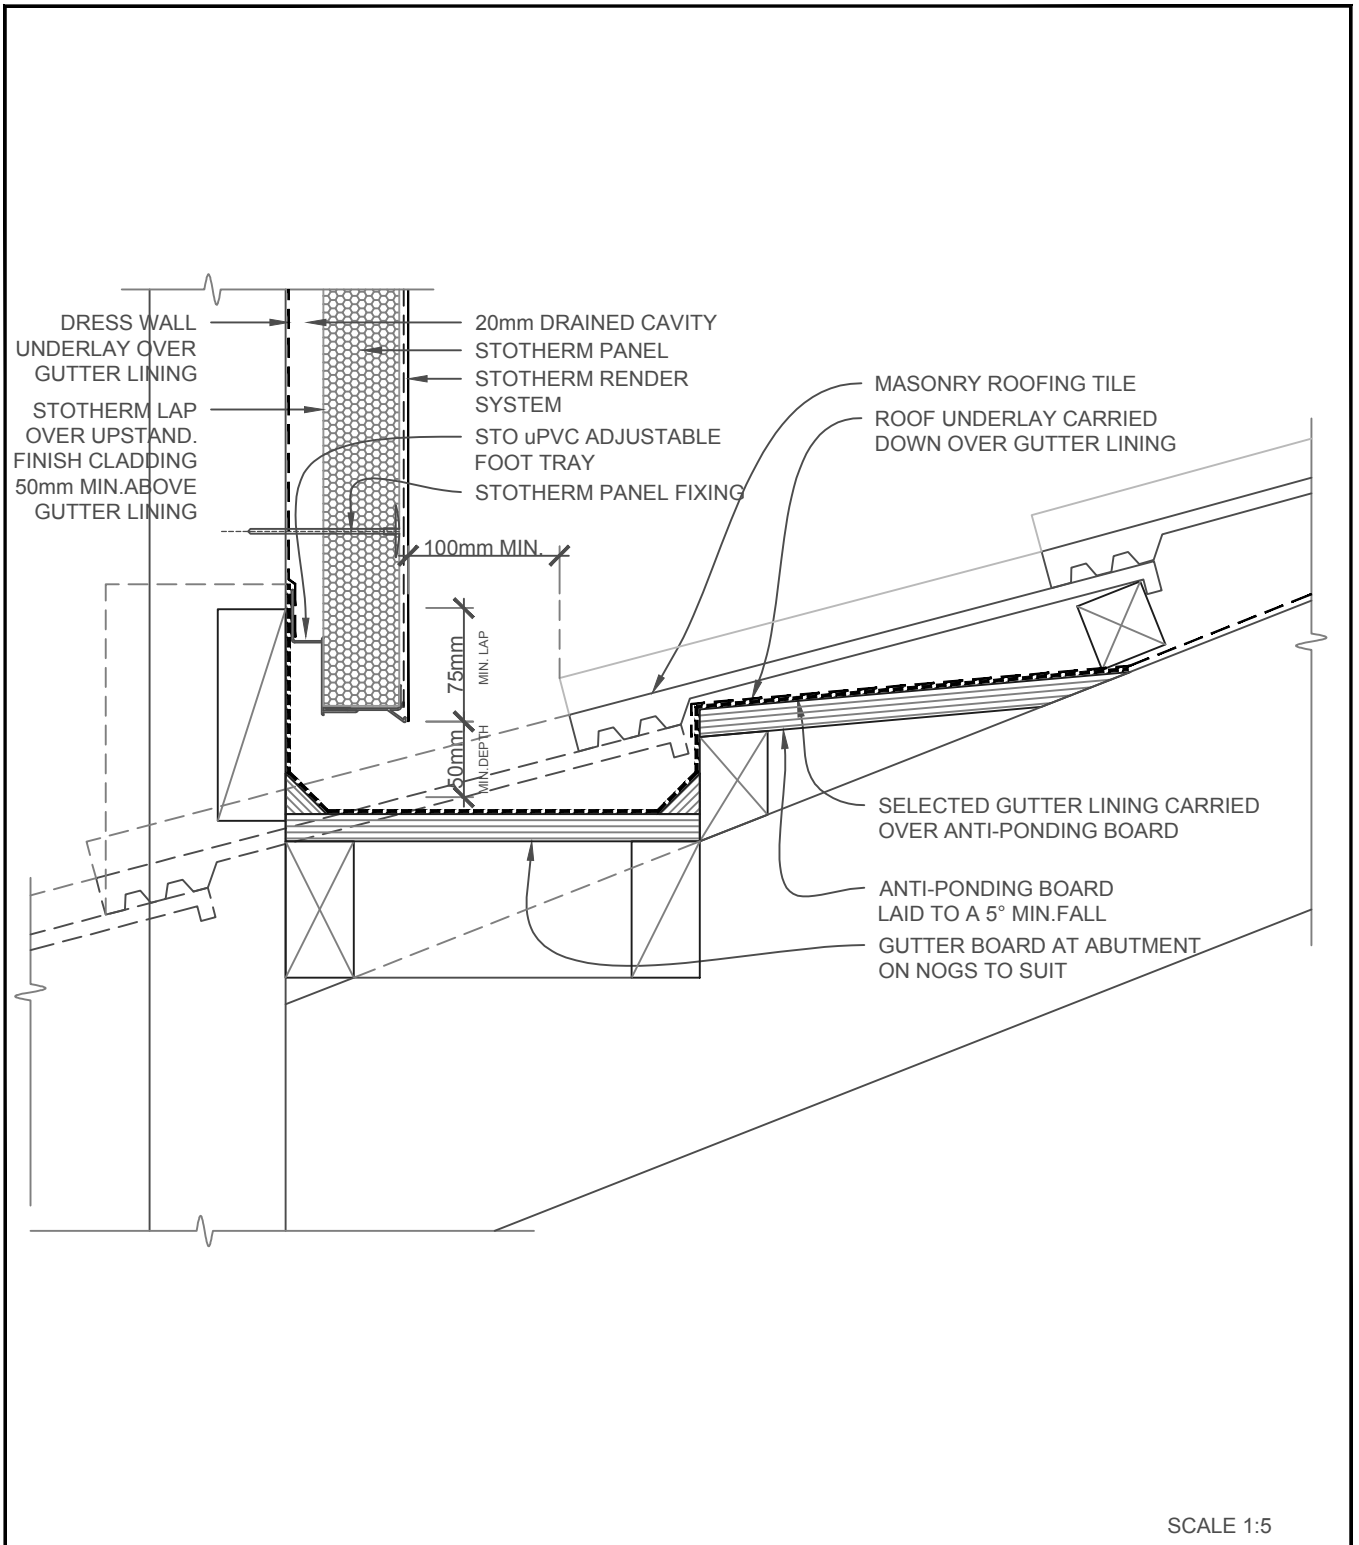 DRESS WALL
UNDERLAY OVER
GUTTER LINING
STOTHERM LAP
OVER UPSTAND.
FINISH CLADDING
50mm MIN.ABOVE
GUTTER LINING
20mm DRAINED CAVITY
STOTHERM PANEL
STOTHERM RENDER
SYSTEM
STO uPVC ADJUSTABLE
FOOT TRAY
STOTHERM PANEL FIXING
MASONRY ROOFING TILE
ROOF UNDERLAY CARRIED
DOWN OVER GUTTER LINING
100mm MIN.
75mm
MIN. LAP
50mm
MIN.DEPTH
SELECTED GUTTER LINING CARRIED
OVER ANTI-PONDING BOARD
ANTI-PONDING BOARD
LAID TO A 5° MIN.FALL
GUTTER BOARD AT ABUTMENT
ON NOGS TO SUIT
SCALE 1:5